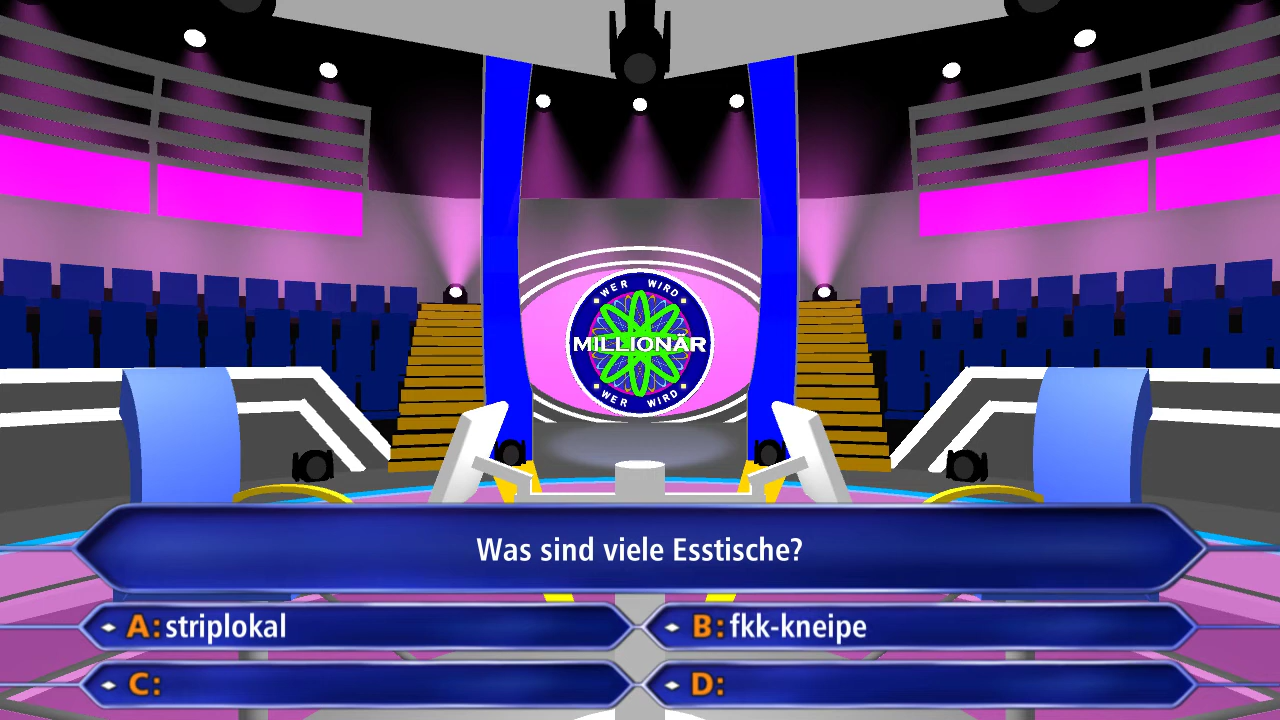 WER WIRD
MILLIONÄR
WER WIRD
Was sind viele Esstische?
A: striplokal
B: fkk-kneipe
C:
D: